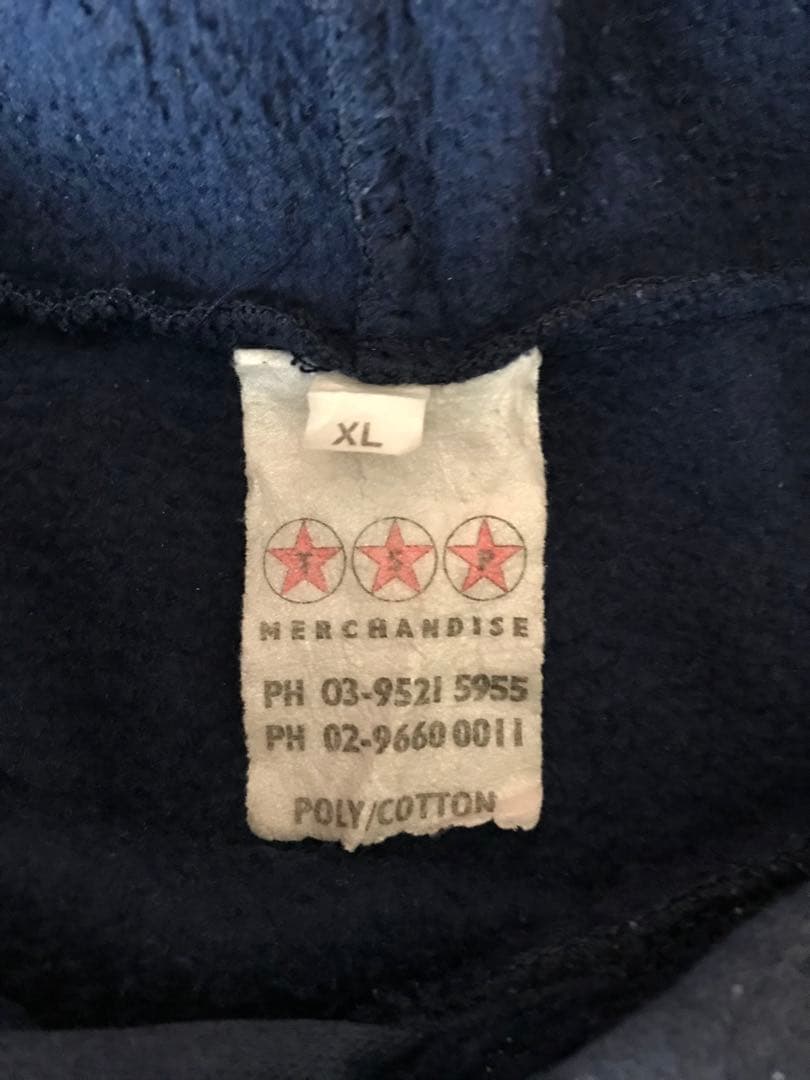 XL
T S P
MERCHANDISE
PH 03-9521 5955
PH 02-9660 0011
POLY/COTTON